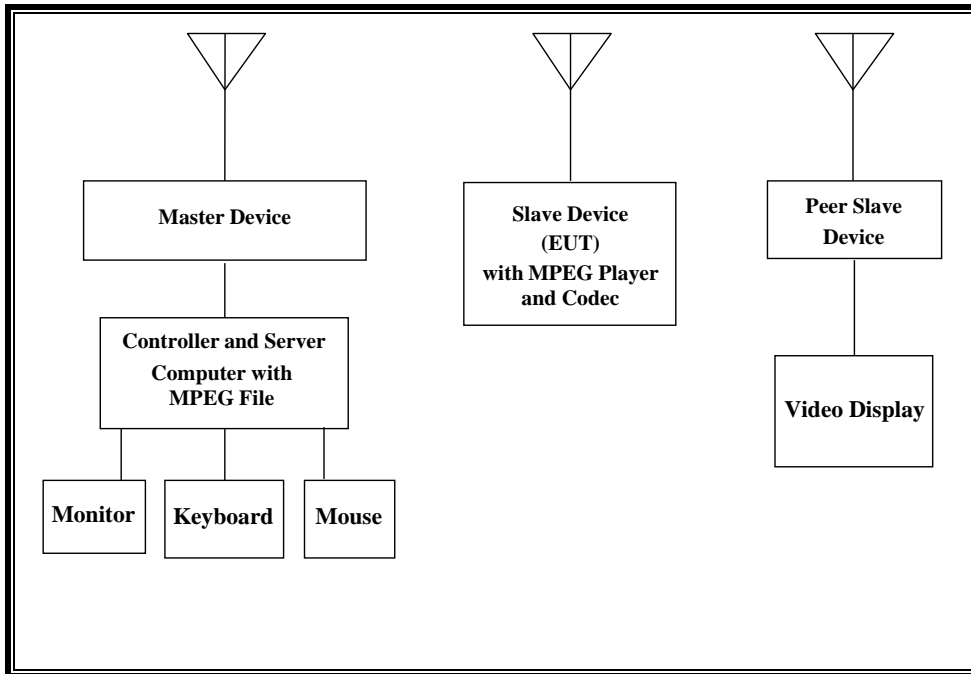 Master Device
Slave Device
(EUT)
with MPEG Player
and Codec
Peer Slave
Device
Controller and Server
Computer with
MPEG File
Video Display
Monitor
Keyboard
Mouse